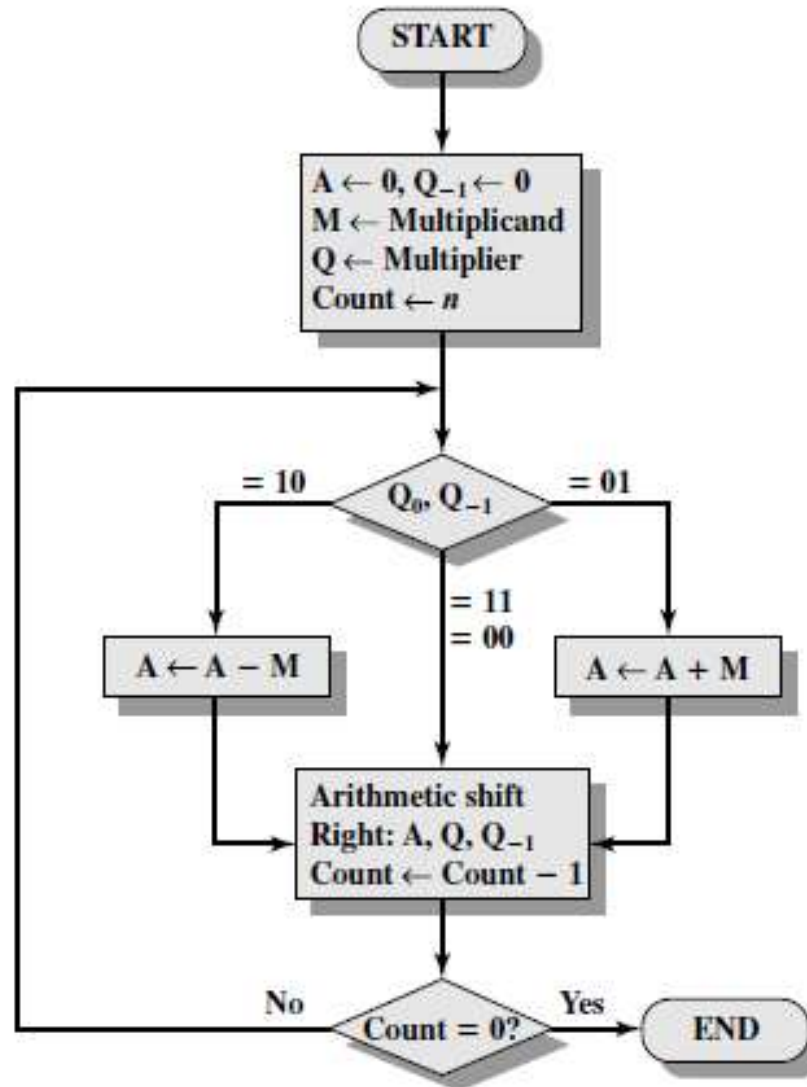 START
A ← 0, Q₋₁ ← 0
M ← Multiplicand
Q ← Multiplier
Count ← n
= 10
Q₀, Q₋₁
= 01
= 11
= 00
A ← A − M
A ← A + M
Arithmetic shift
Right: A, Q, Q₋₁
Count ← Count − 1
No
Count = 0?
Yes
END